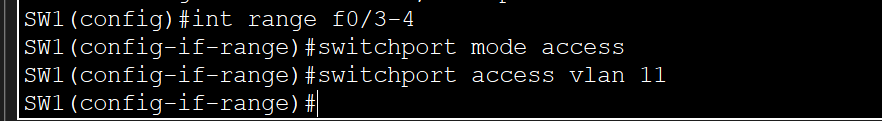 SW1(config)#int range f0/3-4
SW1(config-if-range)#switchport mode access
SW1(config-if-range)#switchport access vlan 11
SW1(config-if-range)#